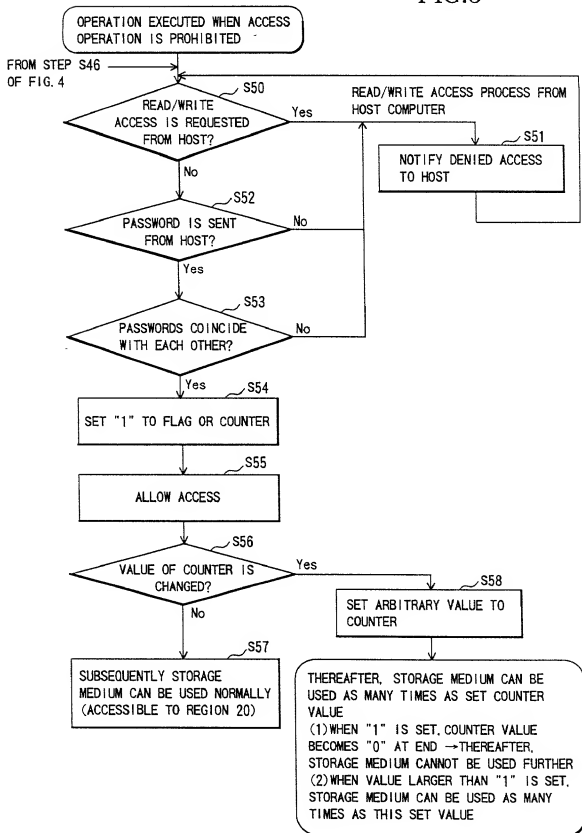 OPERATION EXECUTED WHEN ACCESS
OPERATION IS PROHIBITED
FROM STEP S46
OF FIG. 4
S50
READ/WRITE
ACCESS IS REQUESTED
FROM HOST?
Yes
No
READ/WRITE ACCESS PROCESS FROM
HOST COMPUTER
S51
NOTIFY DENIED ACCESS
TO HOST
S52
PASSWORD IS SENT
FROM HOST?
No
Yes
S53
PASSWORDS COINCIDE
WITH EACH OTHER?
No
Yes
S54
SET "1" TO FLAG OR COUNTER
S55
ALLOW ACCESS
S56
VALUE OF COUNTER IS
CHANGED?
Yes
No
S57
SUBSEQUENTLY STORAGE
MEDIUM CAN BE USED NORMALLY
(ACCESSIBLE TO REGION 20)
S58
SET ARBITRARY VALUE TO
COUNTER
THEREAFTER, STORAGE MEDIUM CAN BE
USED AS MANY TIMES AS SET COUNTER
VALUE
(1)WHEN "1" IS SET, COUNTER VALUE
BECOMES "0" AT END →THEREAFTER,
STORAGE MEDIUM CANNOT BE USED FURTHER
(2)WHEN VALUE LARGER THAN "1" IS SET,
STORAGE MEDIUM CAN BE USED AS MANY
TIMES AS THIS SET VALUE